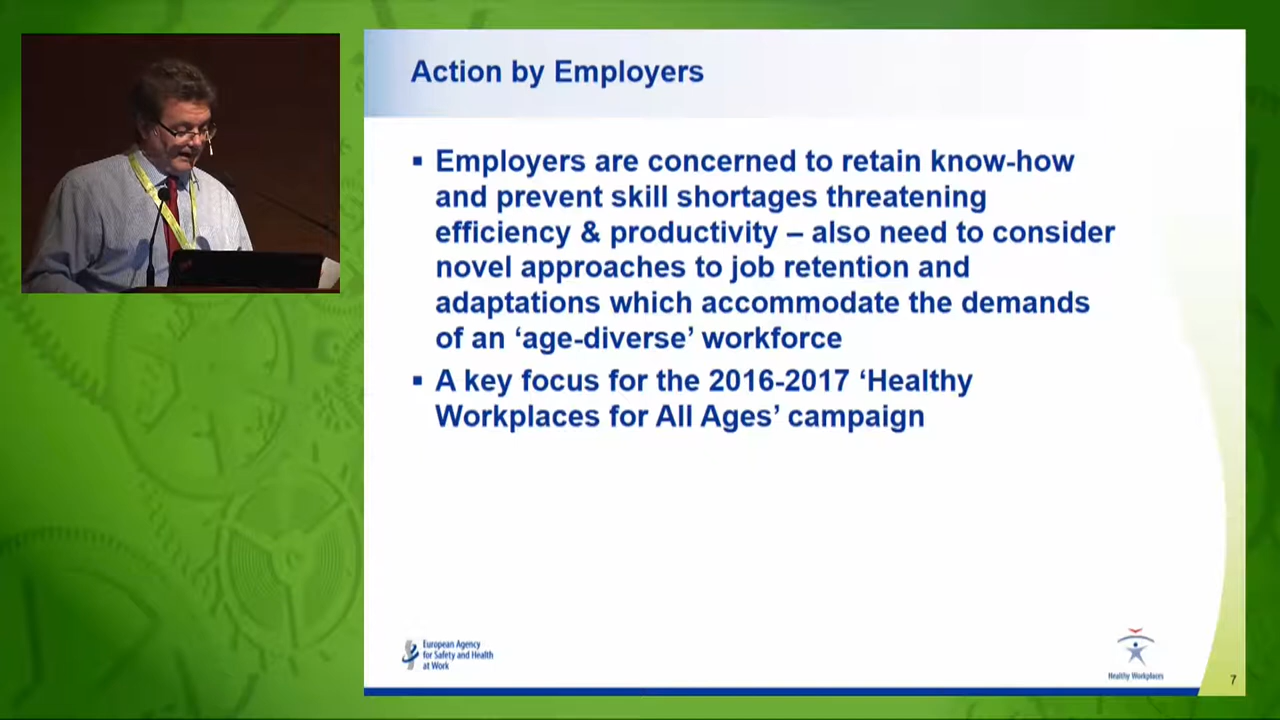 Action by Employers
▪ Employers are concerned to retain know-how
and prevent skill shortages threatening
efficiency & productivity – also need to consider
novel approaches to job retention and
adaptations which accommodate the demands
of an ‘age-diverse’ workforce
▪ A key focus for the 2016-2017 ‘Healthy
Workplaces for All Ages’ campaign
European Agency
for Safety and Health
at Work
Healthy Workplaces
7